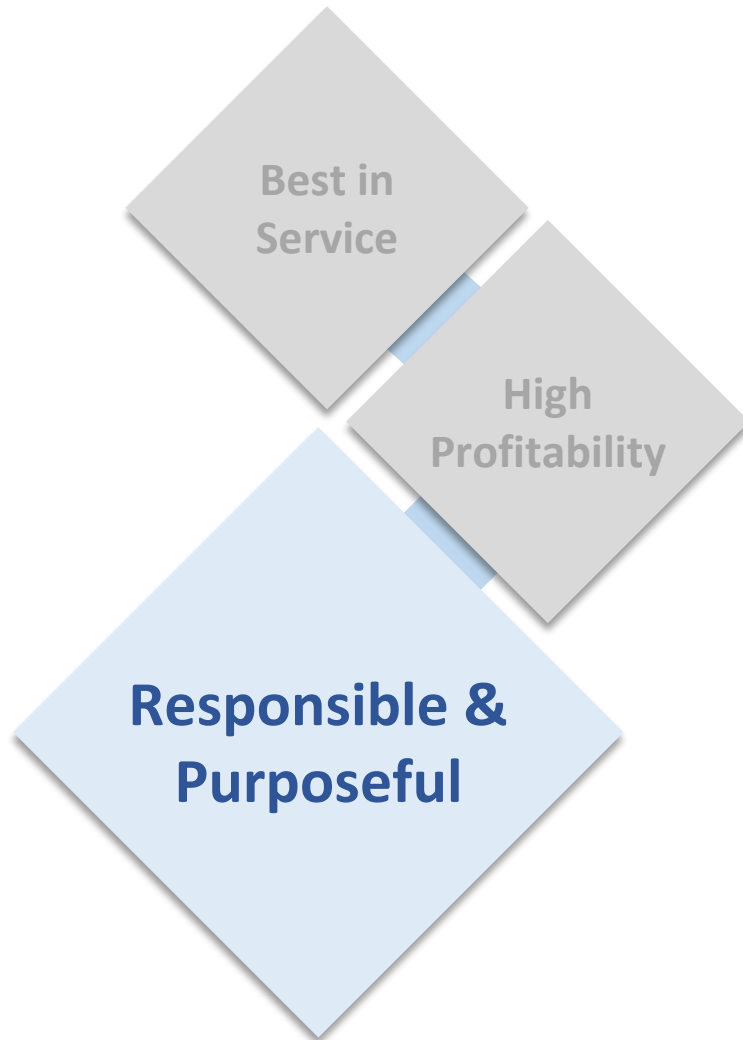 Best in
Service
High
Profitability
Responsible &
Purposeful